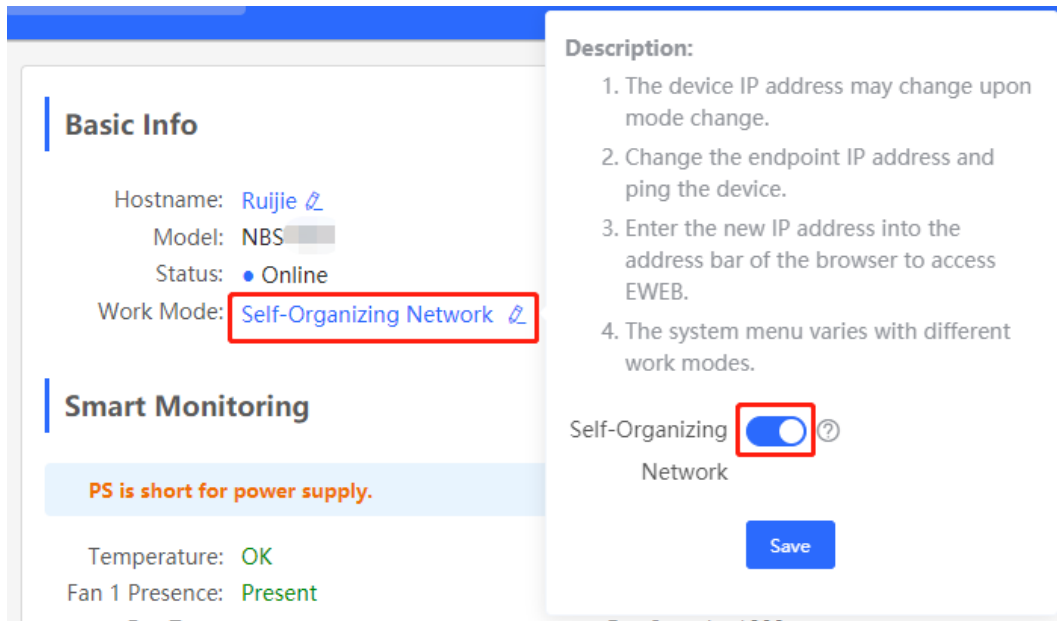 Basic Info
Hostname: Ruijie
Model: NBS
Status: Online
Work Mode: Self-Organizing Network
Smart Monitoring
PS is short for power supply.
Temperature: OK
Fan 1 Presence: Present
Description:
1. The device IP address may change upon
mode change.
2. Change the endpoint IP address and
ping the device.
3. Enter the new IP address into the
address bar of the browser to access
EWEB.
4. The system menu varies with different
work modes.
Self-Organizing
Network
Save